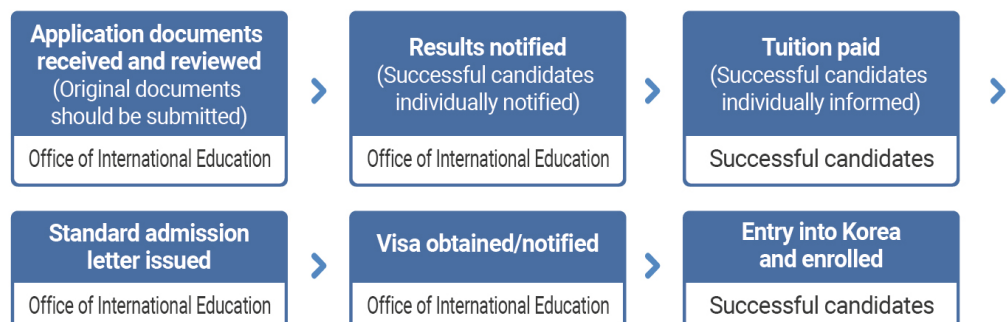 Application documents
received and reviewed
(Original documents
should be submitted)
Office of International Education
Results notified
(Successful candidates
individually notified)
Office of International Education
Tuition paid
(Successful candidates
individually informed)
Successful candidates
Standard admission
letter issued
Office of International Education
Visa obtained/notified
Office of International Education
Entry into Korea
and enrolled
Successful candidates